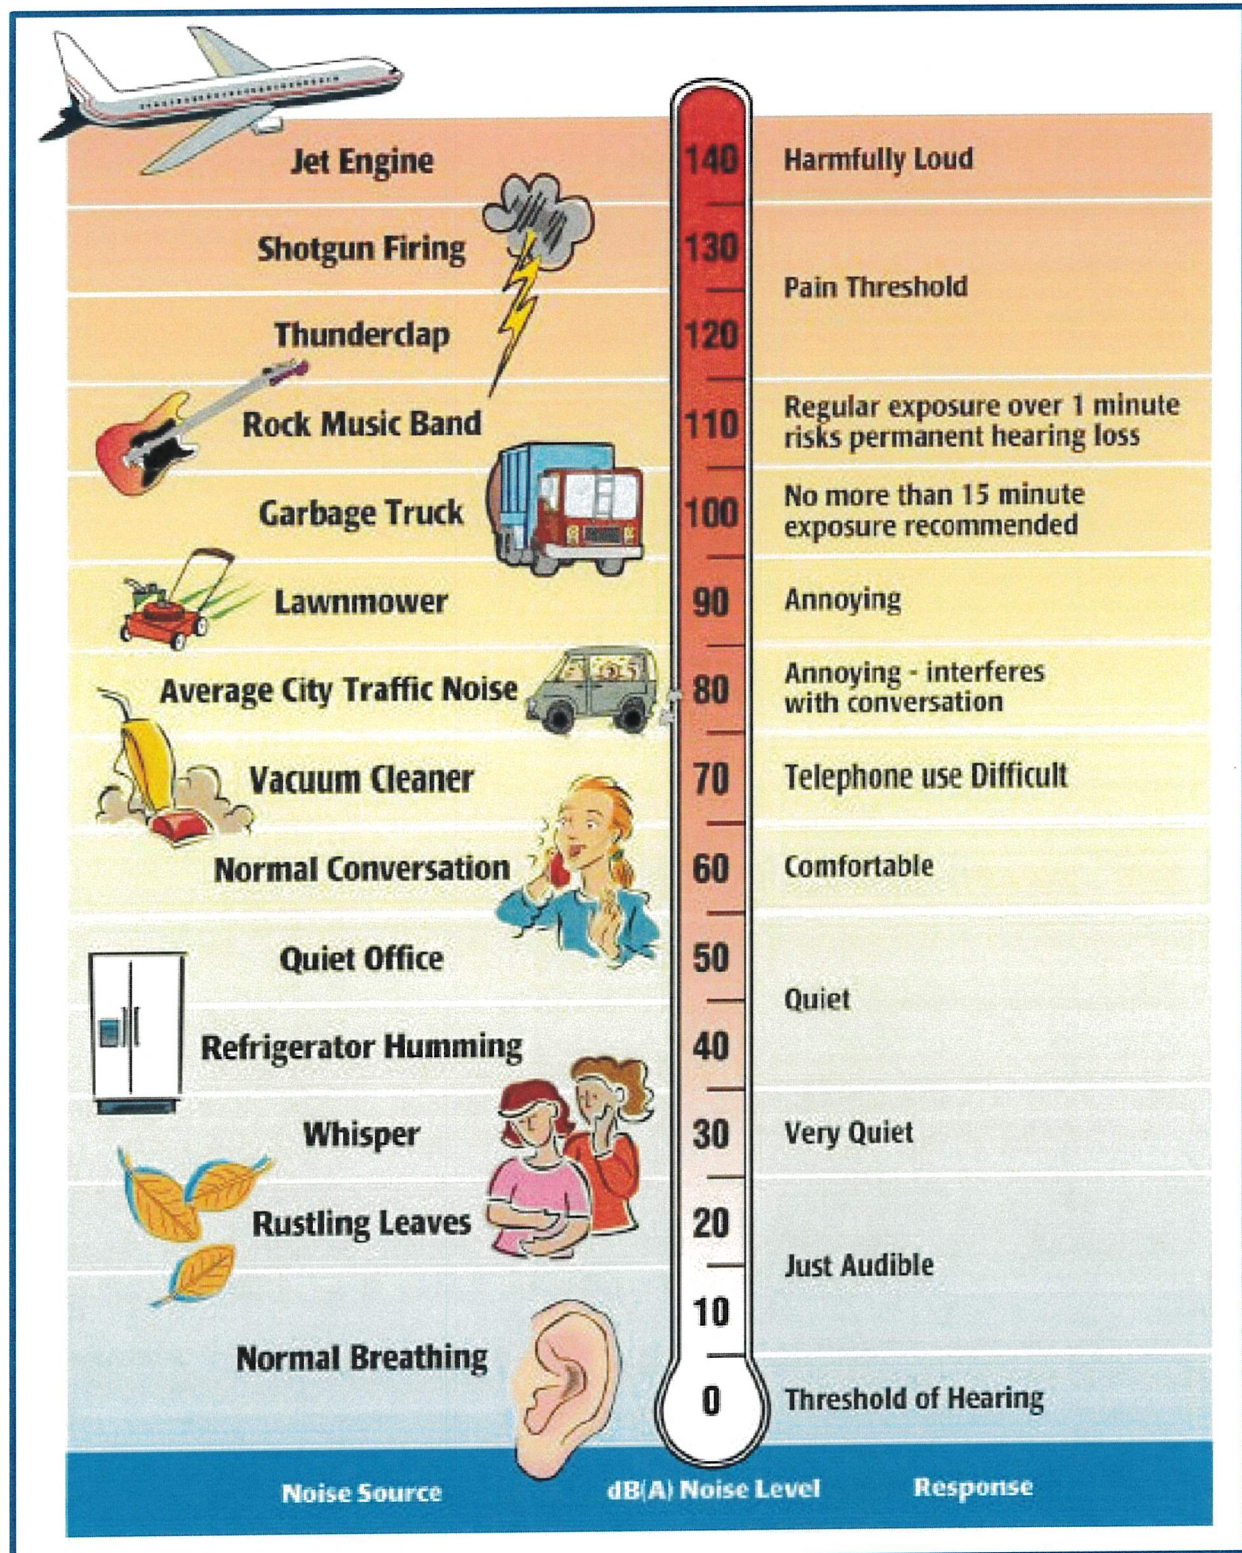 Jet Engine
140
Harmfully Loud
Shotgun Firing
130
Pain Threshold
Thunderclap
120
Rock Music Band
110
Regular exposure over 1 minute
risks permanent hearing loss
Garbage Truck
100
No more than 15 minute
exposure recommended
Lawnmower
90
Annoying
Average City Traffic Noise
80
Annoying - interferes
with conversation
Vacuum Cleaner
70
Telephone use Difficult
Normal Conversation
60
Comfortable
Quiet Office
50
Quiet
Refrigerator Humming
40
Whisper
30
Very Quiet
Rustling Leaves
20
Just Audible
10
Normal Breathing
0
Threshold of Hearing
Noise Source
dB(A) Noise Level
Response